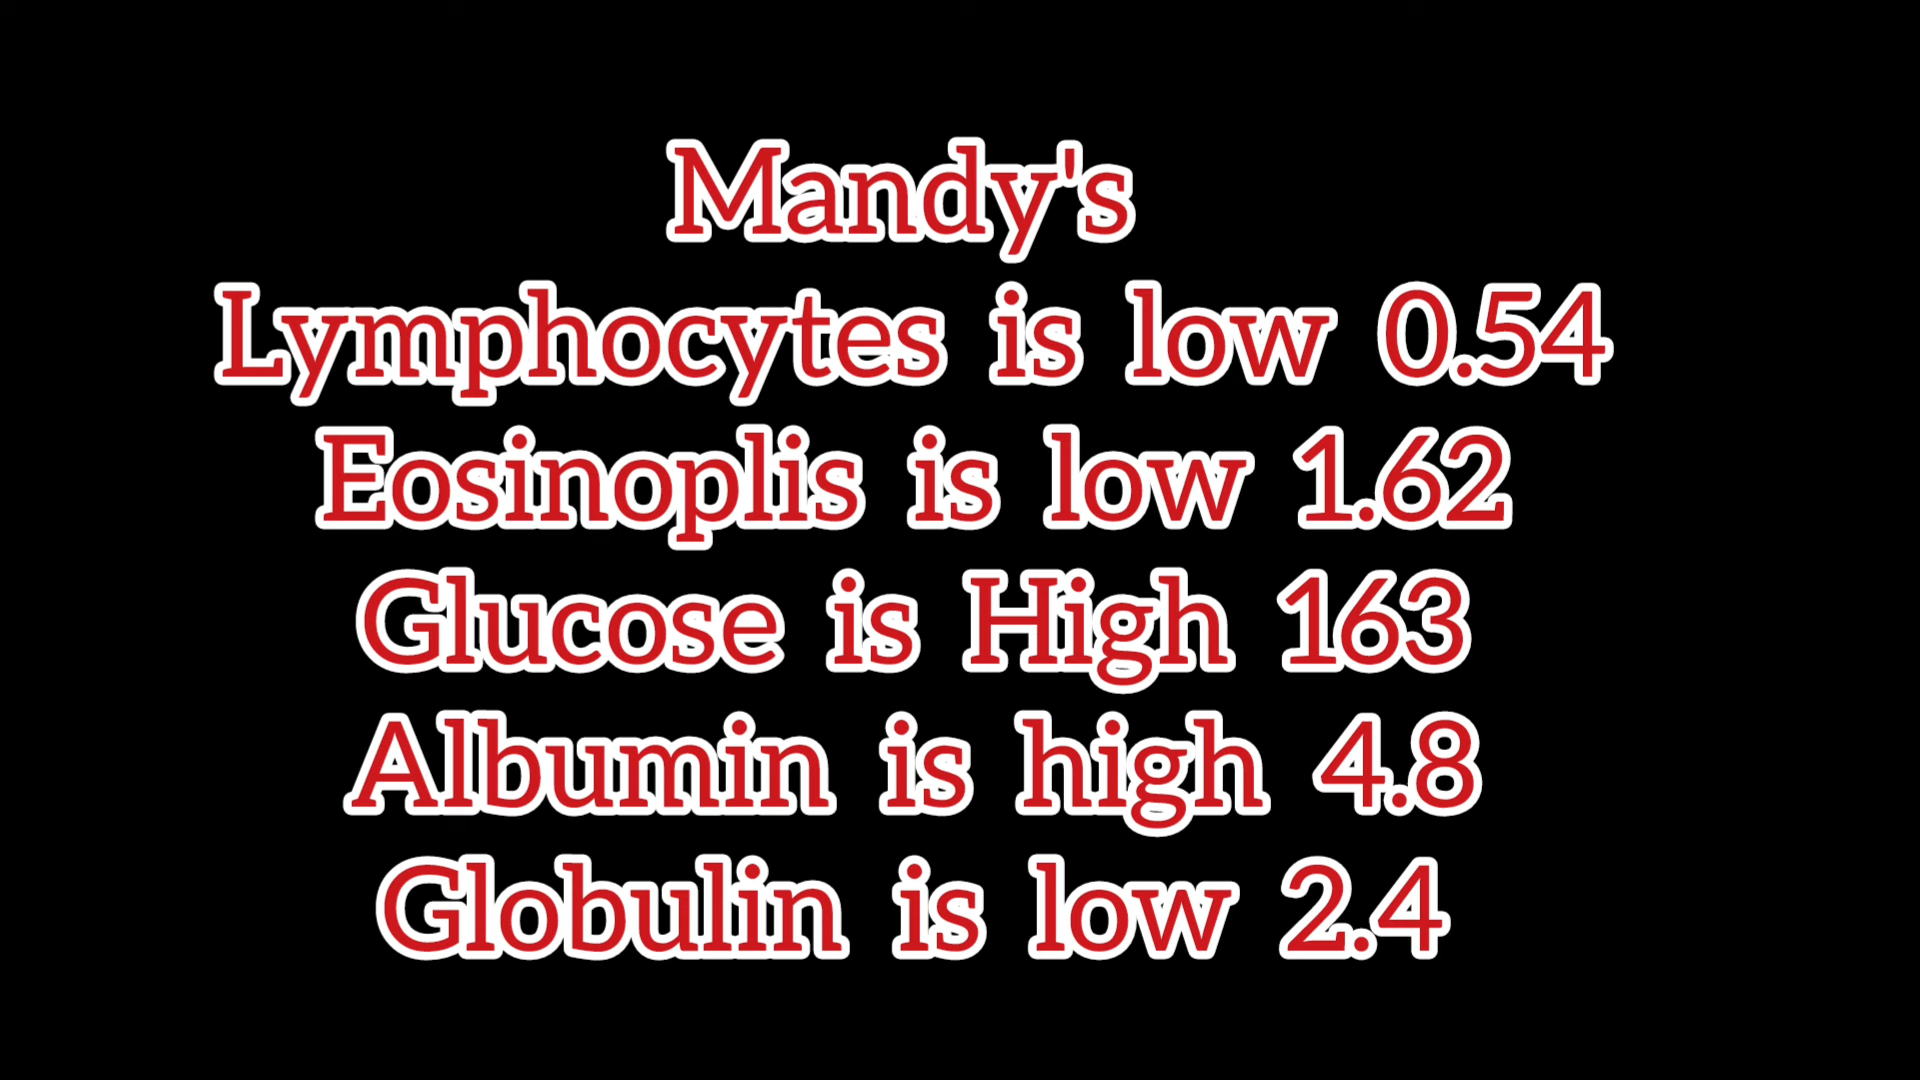 Mandy's
Lymphocytes is low 0.54
Eosinoplis is low 1.62
Glucose is High 163
Albumin is high 4.8
Globulin is low 2.4